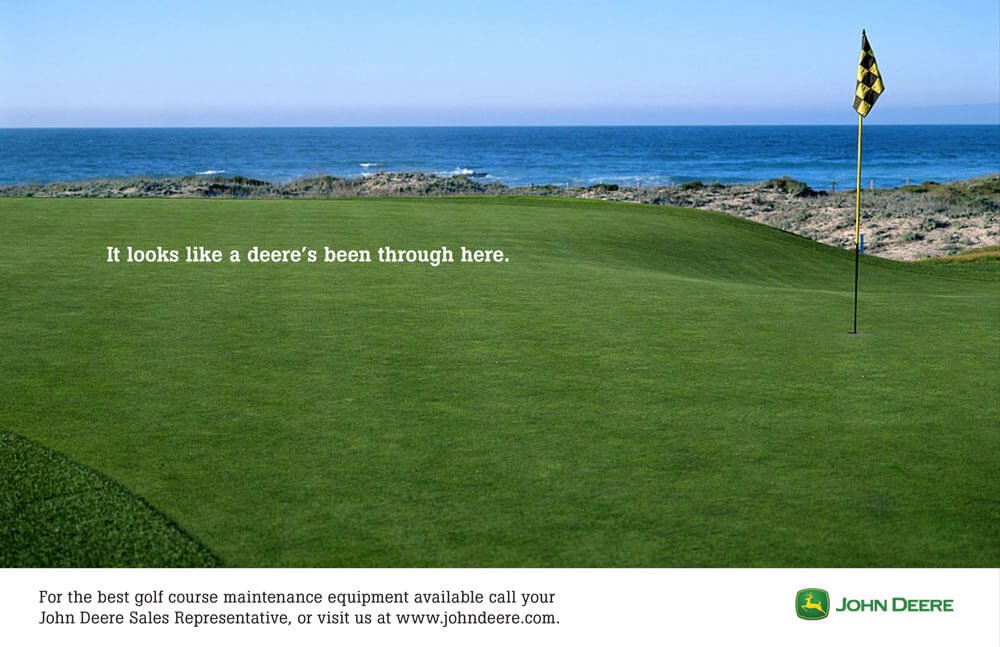 It looks like a deere’s been through here.
For the best golf course maintenance equipment available call your
John Deere Sales Representative, or visit us at www.johndeere.com.
JOHN DEERE